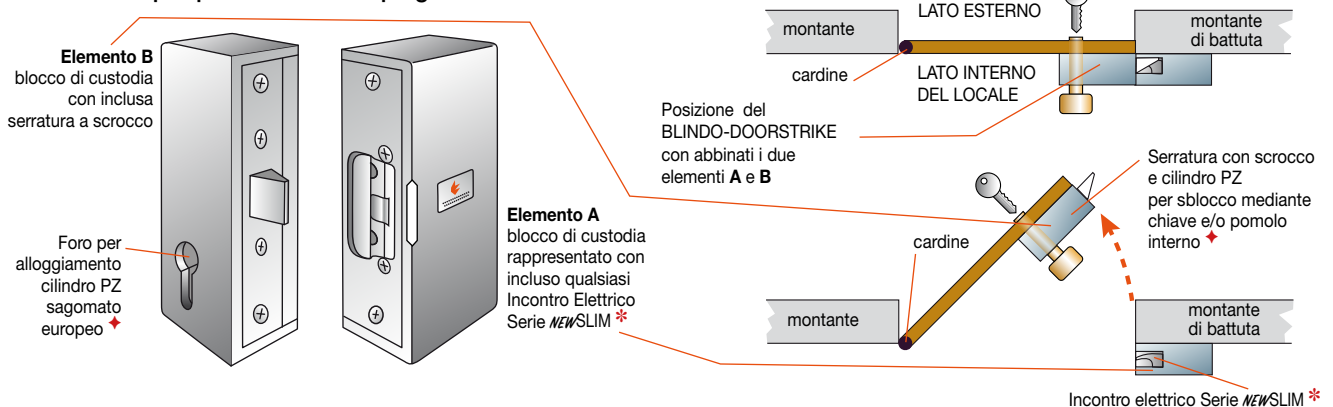 Elemento B
blocco di custodia
con inclusa
serratura a scrocco
Foro per
alloggiamento
cilindro PZ
sagomato
europeo ✦
Elemento A
blocco di custodia
rappresentato con
incluso qualsiasi
Incontro Elettrico
Serie NEWSLIM *
LATO ESTERNO
montante
montante
di battuta
cardine
LATO INTERNO
DEL LOCALE
Posizione del
BLINDO-DOORSTRIKE
con abbinati i due
elementi A e B
Serratura con scrocco
e cilindro PZ
per sblocco mediante
chiave e/o pomolo
interno ✦
cardine
montante
montante
di battuta
Incontro elettrico Serie NEWSLIM *